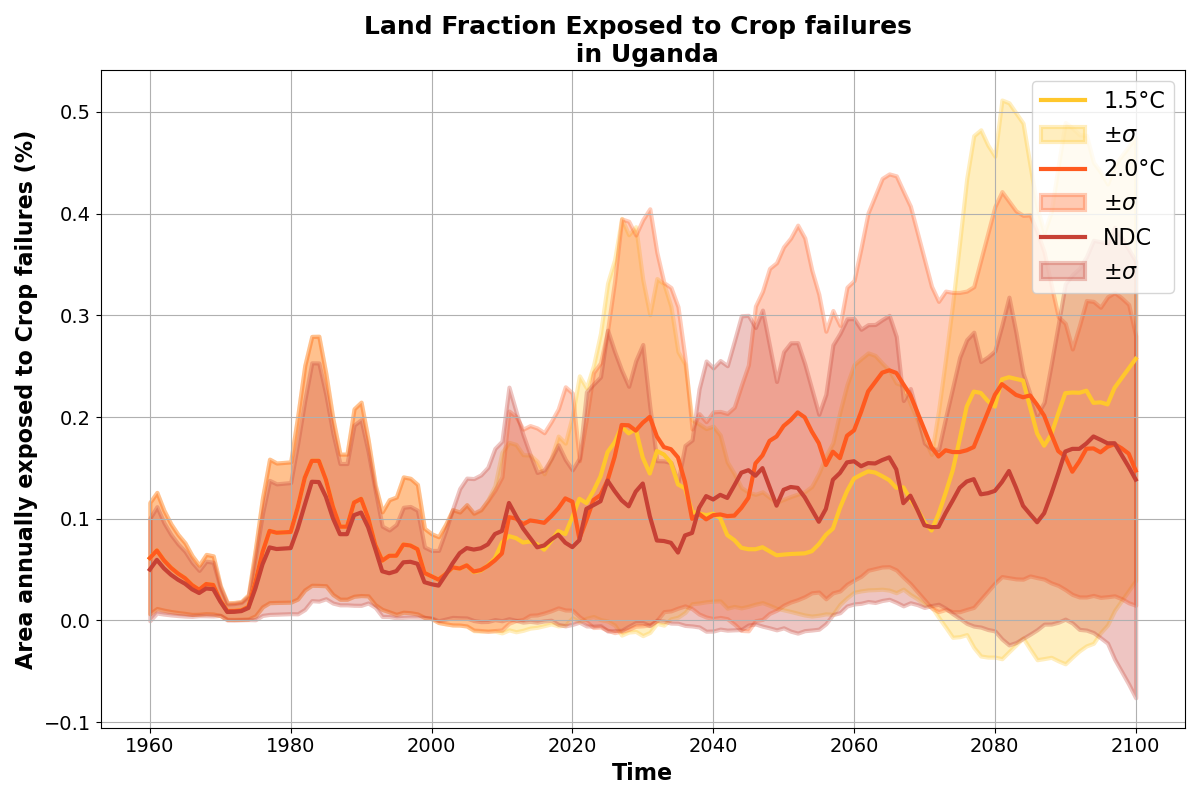 Land Fraction Exposed to Crop failures
in Uganda
Area annually exposed to Crop failures (%)
0.5
0.4
0.3
0.2
0.1
0.0
−0.1
1.5°C
±σ
2.0°C
±σ
NDC
±σ
1960
1980
2000
2020
2040
2060
2080
2100
Time